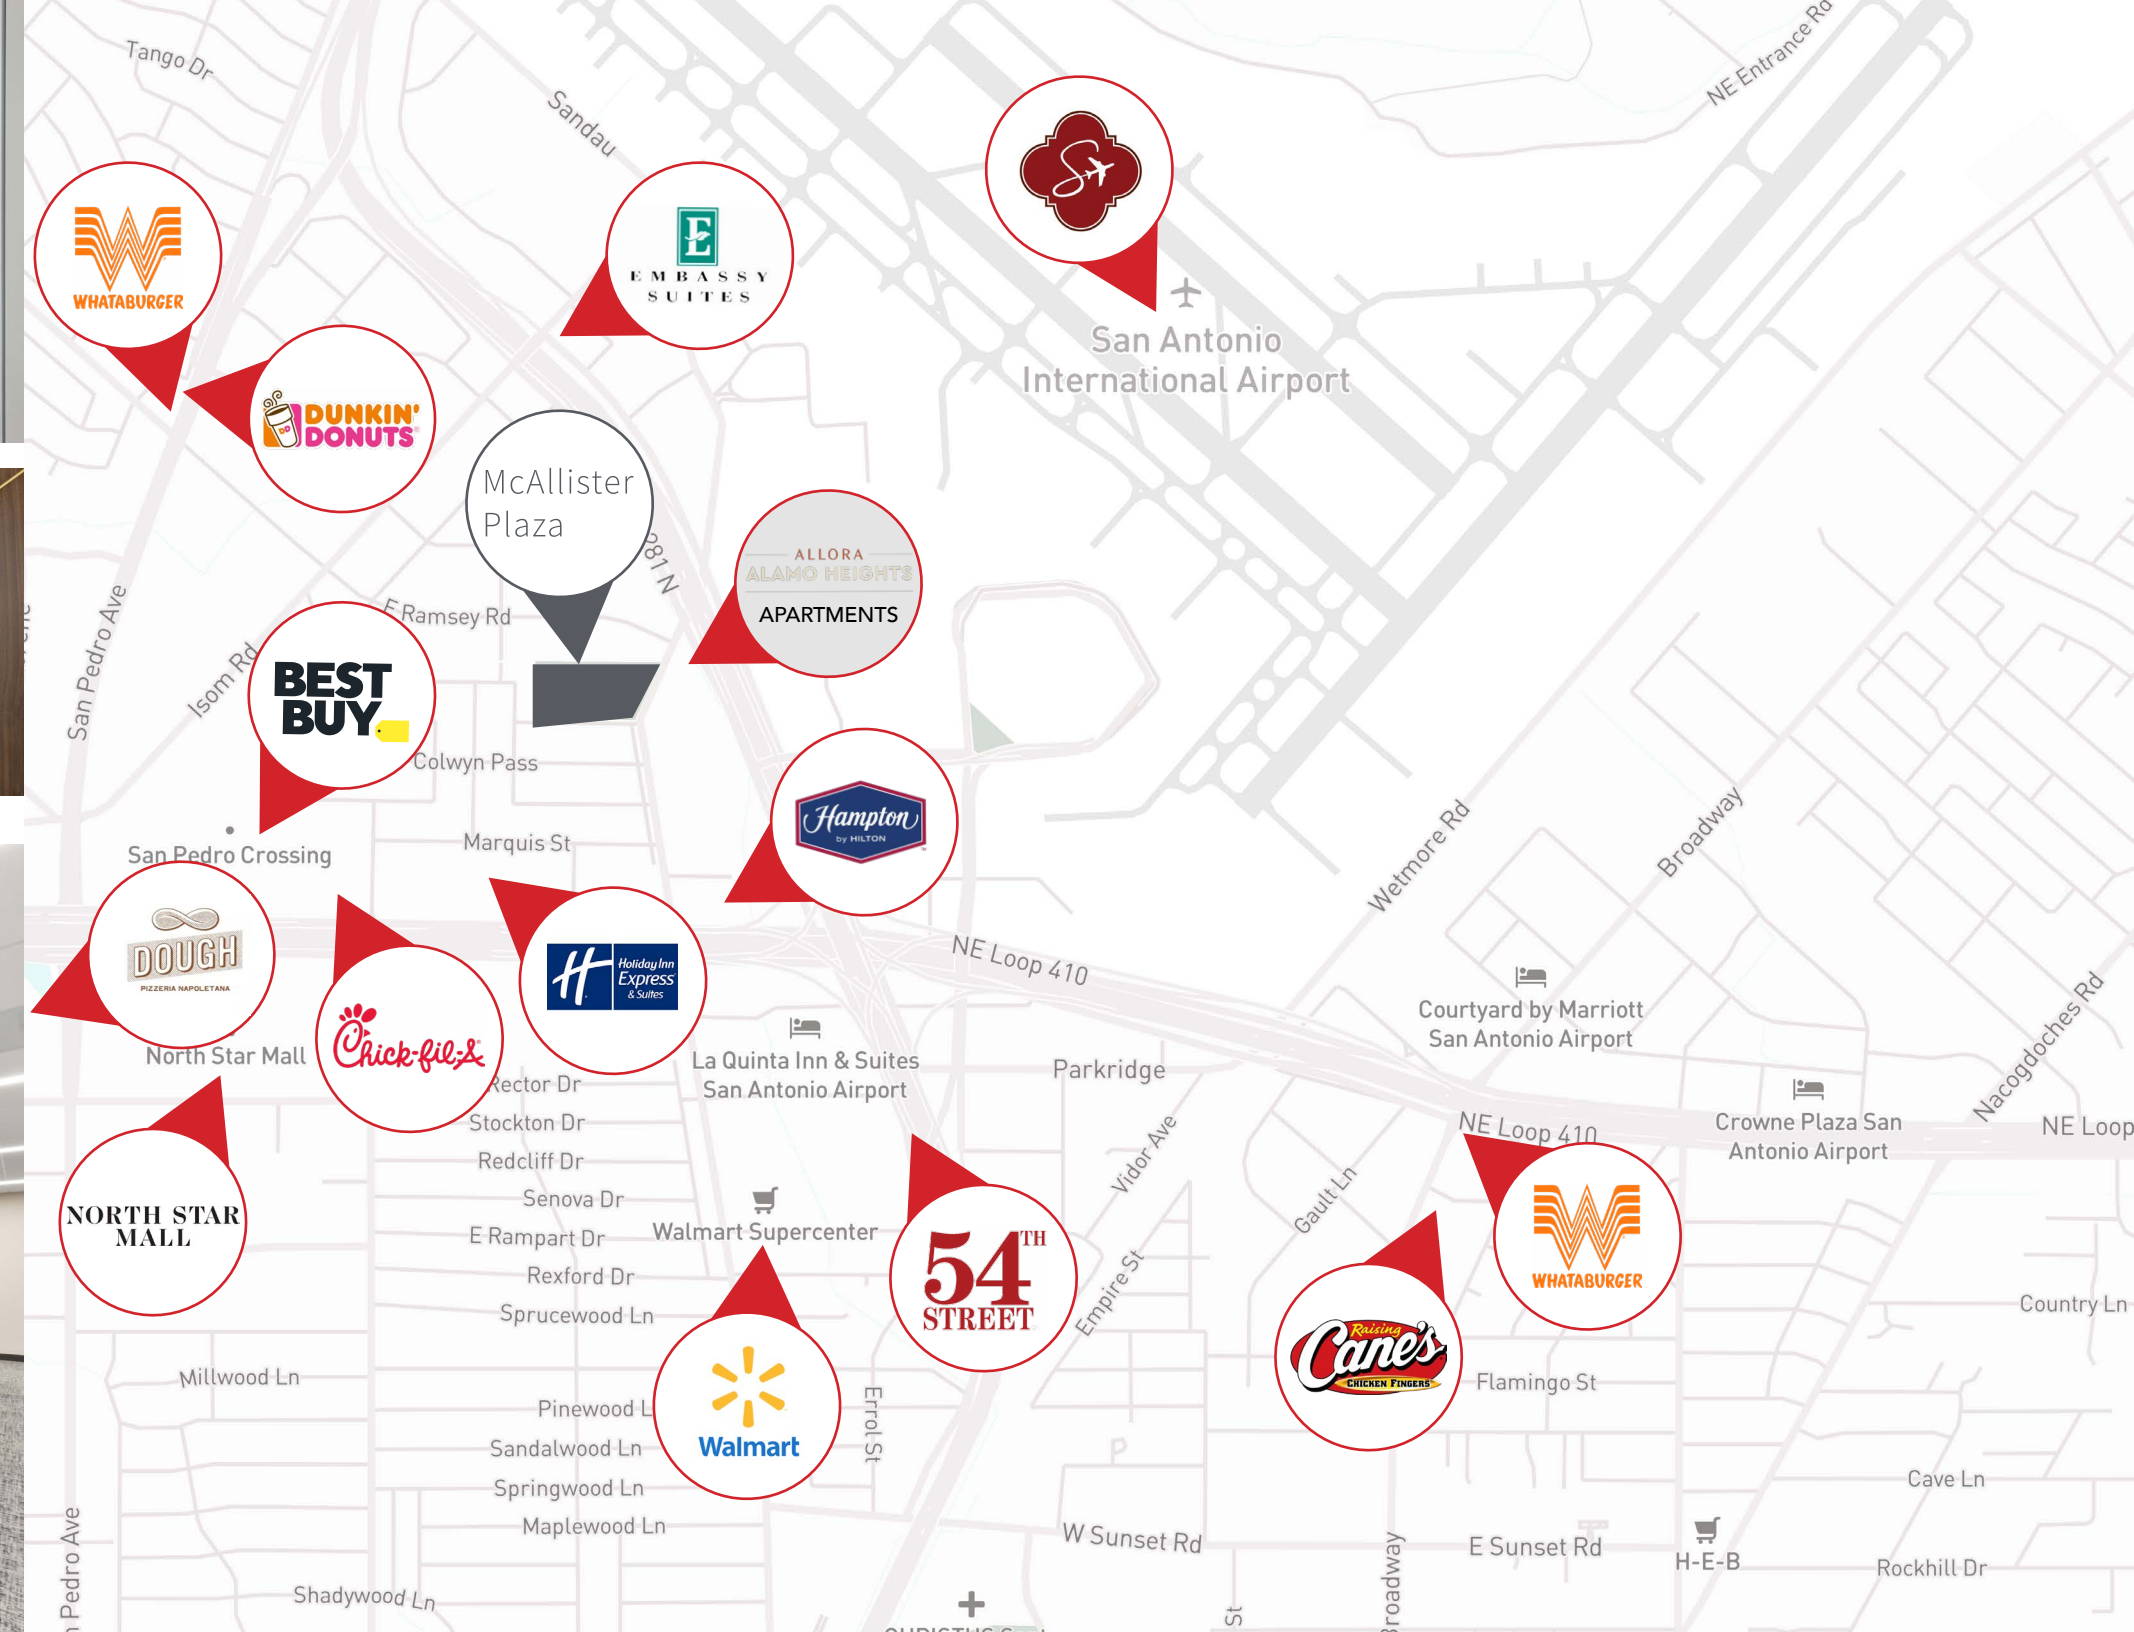 Tango Dr
Sandau
NE Entrance Rd
WHATABURGER
EMBASSY
SUITES
S
San Antonio
International Airport
DUNKIN'
DONUTS
DD
McAllister
Plaza
281 N
ALLORA
ALAMO HEIGHTS
APARTMENTS
San Pedro Ave
Isom Rd
E Ramsey Rd
BEST
BUY
Colwyn Pass
Marquis St
San Pedro Crossing
Hampton
by HILTON
Wetmore Rd
Broadway
DOUGH
PIZZERIA NAPOLETANA
North Star Mall
Chick-fil-A
H
Holiday Inn
Express
& Suites
NE Loop 410
La Quinta Inn & Suites
San Antonio Airport
Parkridge
Courtyard by Marriott
San Antonio Airport
Crowne Plaza San
Antonio Airport
Nacogdoches Rd
NE Loop 410
NE Loop
Rector Dr
Stockton Dr
Redcliff Dr
Senova Dr
E Rampart Dr
Rexford Dr
Sprucewood Ln
Walmart Supercenter
Vidor Ave
Gault Ln
Empire St
NORTH STAR
MALL
54TH
STREET
WHATABURGER
Raising
Cane's
CHICKEN FINGERS
Country Ln
Millwood Ln
Walmart
Errol St
Flamingo St
Pinewood L
Sandalwood Ln
Springwood Ln
Maplewood Ln
Cave Ln
P
W Sunset Rd
E Sunset Rd
H-E-B
Rockhill Dr
Pedro Ave
Shadywood Ln
St
Broadway